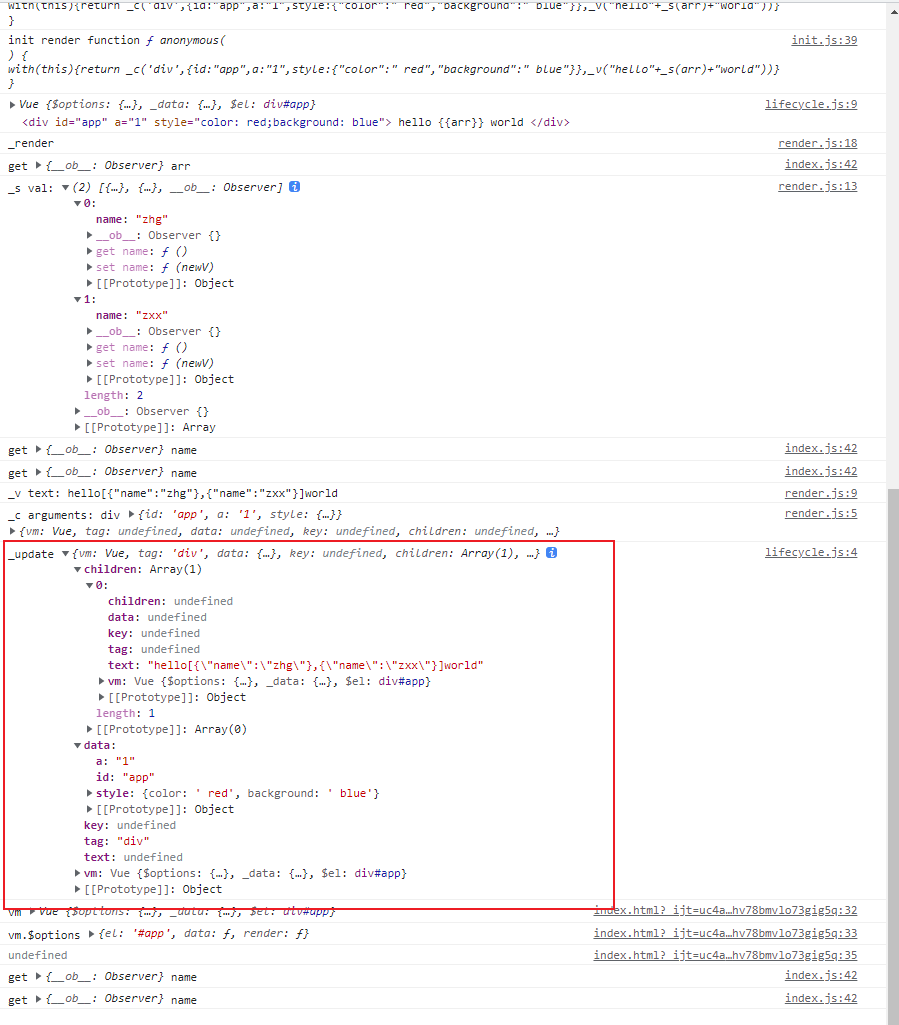 with(this){return _c('div',{id:"app",a:"1",style:{"color":" red","background":" blue"}},_v("hello"+_s(arr)+"world"))}
}
init render function ƒ anonymous( init.js:39
) {
with(this){return _c('div',{id:"app",a:"1",style:{"color":" red","background":" blue"}},_v("hello"+_s(arr)+"world"))}
}
Vue {$options: {…}, _data: {…}, $el: div#app} lifecycle.js:9
<div id="app" a="1" style="color: red;background: blue"> hello {{arr}} world </div>
_render render.js:18
get {__ob__: Observer} arr index.js:42
_s val: (2) [{…}, {…}, __ob__: Observer] render.js:13
0:
name: "zhg"
__ob__: Observer {}
get name: ƒ ()
set name: ƒ (newV)
[[Prototype]]: Object
1:
name: "zxx"
__ob__: Observer {}
get name: ƒ ()
set name: ƒ (newV)
[[Prototype]]: Object
length: 2
__ob__: Observer {}
[[Prototype]]: Array
get {__ob__: Observer} name index.js:42
get {__ob__: Observer} name index.js:42
_v text: hello[{"name":"zhg"},{"name":"zxx"}]world render.js:9
_c arguments: div {id: 'app', a: '1', style: {…}} render.js:5
{vm: Vue, tag: undefined, data: undefined, key: undefined, children: undefined, …}
_update {vm: Vue, tag: 'div', data: {…}, key: undefined, children: Array(1), …} lifecycle.js:4
children: Array(1)
0:
children: undefined
data: undefined
key: undefined
tag: undefined
text: "hello[{\"name\":\"zhg\"},{\"name\":\"zxx\"}]world"
vm: Vue {$options: {…}, _data: {…}, $el: div#app}
[[Prototype]]: Object
length: 1
[[Prototype]]: Array(0)
data:
a: "1"
id: "app"
style: {color: ' red', background: ' blue'}
[[Prototype]]: Object
key: undefined
tag: "div"
text: undefined
vm: Vue {$options: {…}, _data: {…}, $el: div#app}
[[Prototype]]: Object
vm Vue {$options: {…}, _data: {…}, $el: div#app} index.html?_ijt=uc4a…hv78bmvlo73gig5q:32
vm.$options {el: '#app', data: ƒ, render: ƒ} index.html?_ijt=uc4a…hv78bmvlo73gig5q:33
undefined index.html?_ijt=uc4a…hv78bmvlo73gig5q:35
get {__ob__: Observer} name index.js:42
get {__ob__: Observer} name index.js:42